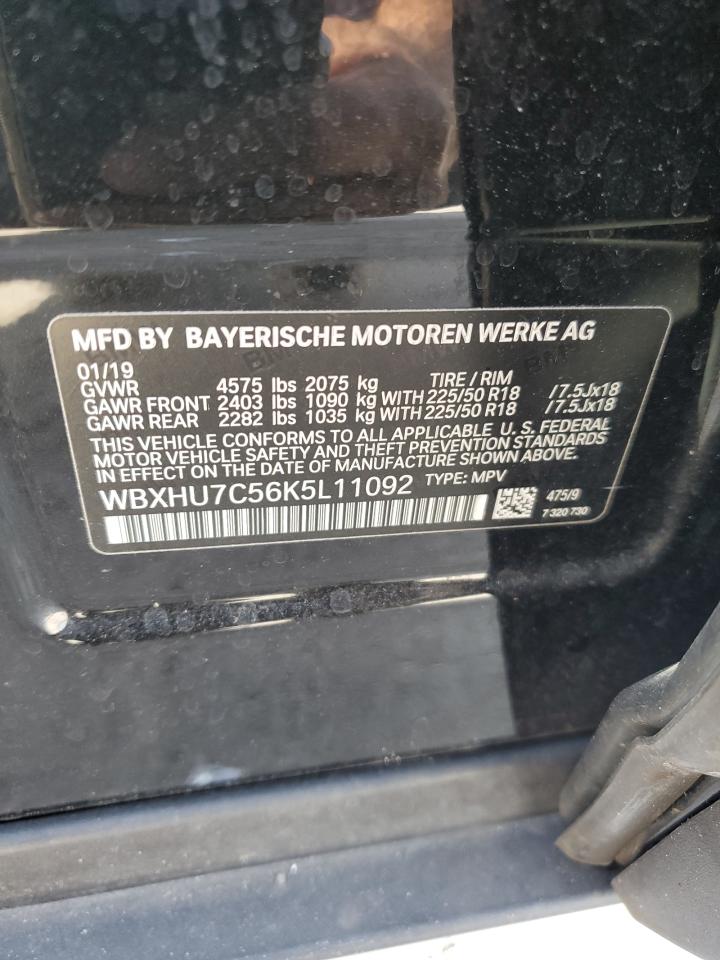 MFD BY BAYERISCHE MOTOREN WERKE AG
01/19 TIRE / RIM
GVWR 4575 lbs 2075 kg
GAWR FRONT 2403 lbs 1090 kg WITH 225/50 R18 /7.5Jx18
GAWR REAR 2282 lbs 1035 kg WITH 225/50 R18 /7.5Jx18
THIS VEHICLE CONFORMS TO ALL APPLICABLE U. S. FEDERAL
MOTOR VEHICLE SAFETY AND THEFT PREVENTION STANDARDS
IN EFFECT ON THE DATE OF MANUFACTURE SHOWN ABOVE.
WBXHU7C56K5L11092 TYPE: MPV
475/9
7 320 730